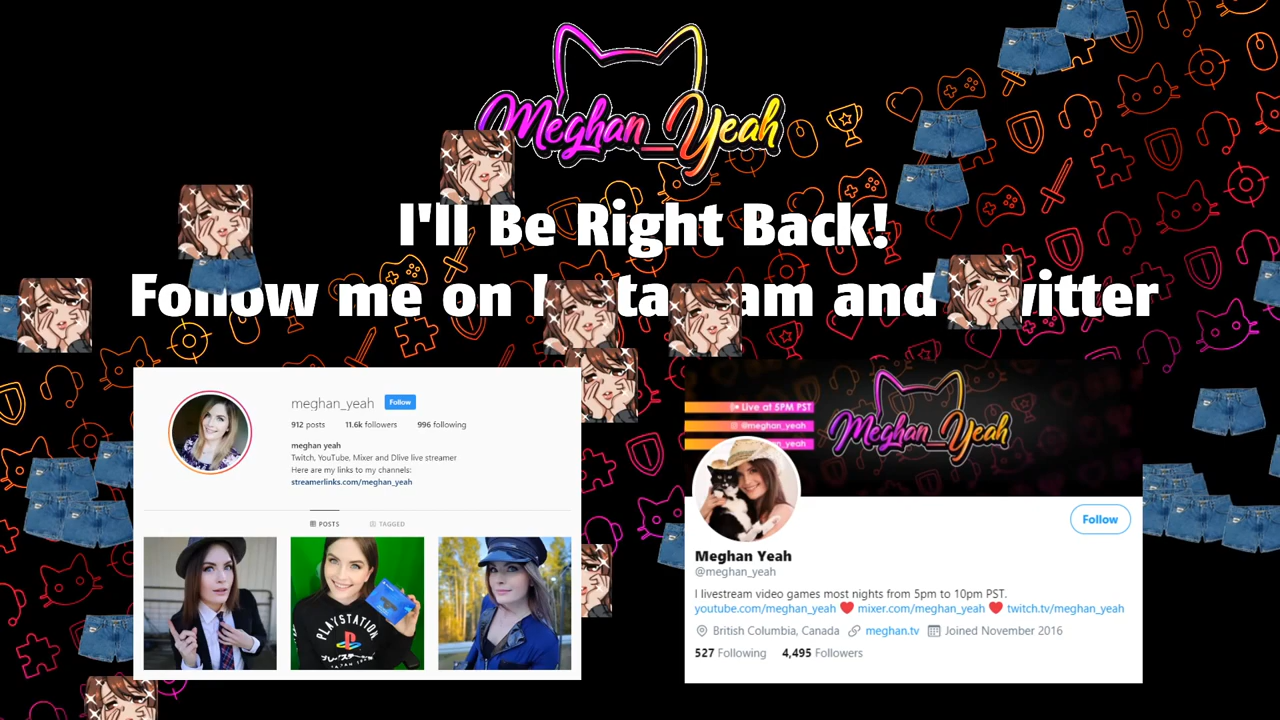 Meghan_Yeah
I'll Be Right Back!
Follow me on Instagram and Twitter
meghan_yeah Follow
912 posts 11.6k followers 996 following
meghan yeah
Twitch, YouTube, Mixer and Dlive live streamer
Here are my links to my channels:
streamerlinks.com/meghan_yeah
POSTS TAGGED
PLAYSTATION
Live at 5PM PST
@meghan_yeah
_yeah
Meghan_Yeah
Follow
Meghan Yeah
@meghan_yeah
I livestream video games most nights from 5pm to 10pm PST.
youtube.com/meghan_yeah ❤ mixer.com/meghan_yeah ❤ twitch.tv/meghan_yeah
British Columbia, Canada meghan.tv Joined November 2016
527 Following 4,495 Followers